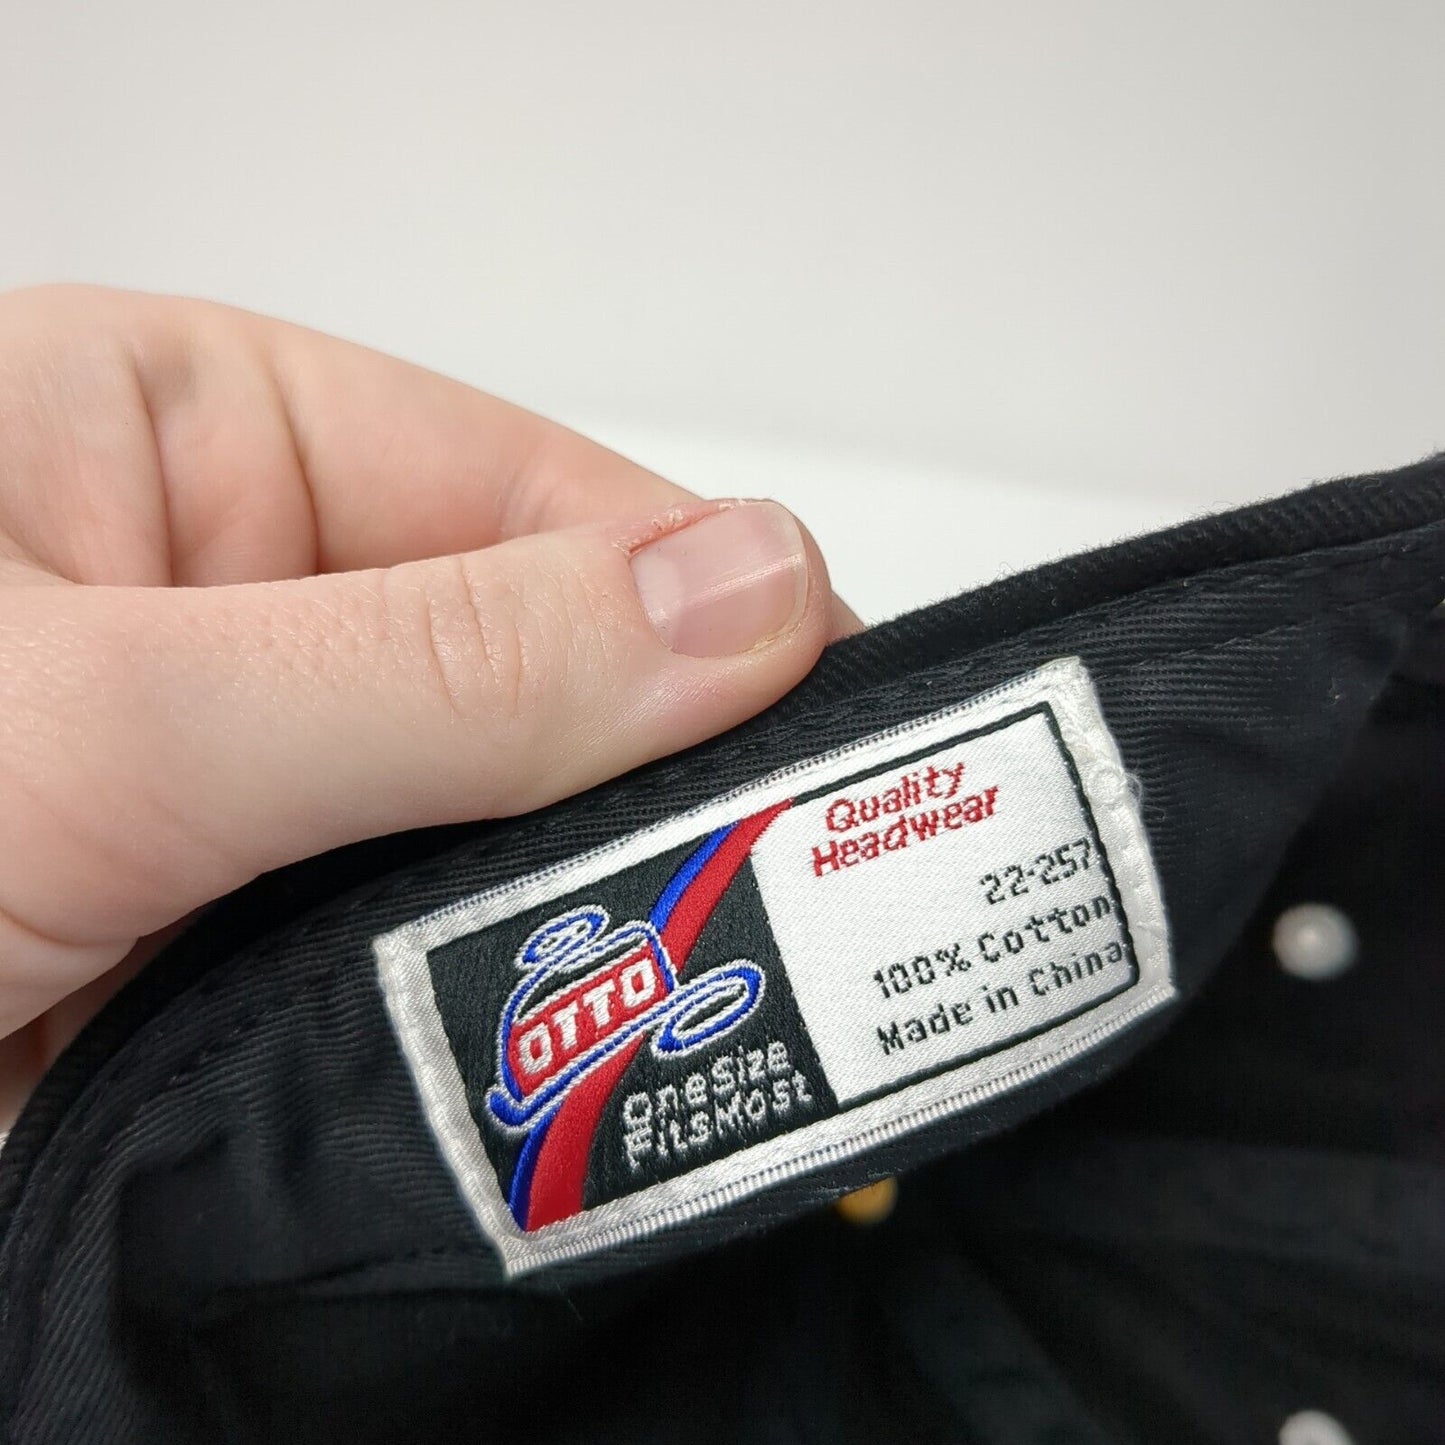 OTTO
One Size
Fits Most
Quality
Headwear
22-257
100% Cotton
Made in China